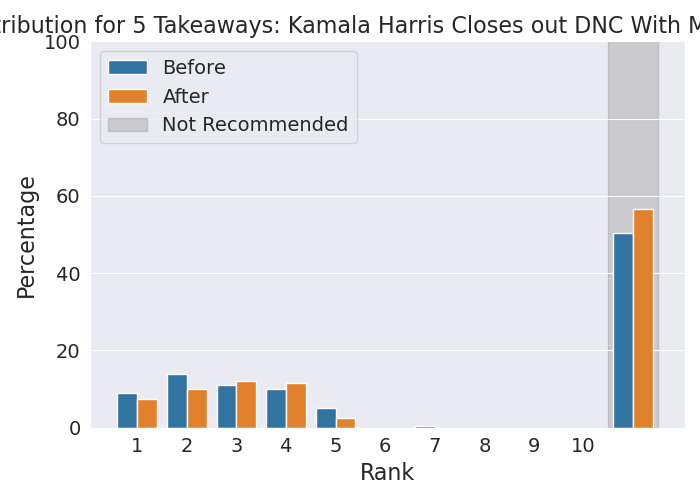 tribution for 5 Takeaways: Kamala Harris Closes out DNC With M
100
80
60
40
20
0
Percentage
Before
After
Not Recommended
1 2 3 4 5 6 7 8 9 10
Rank